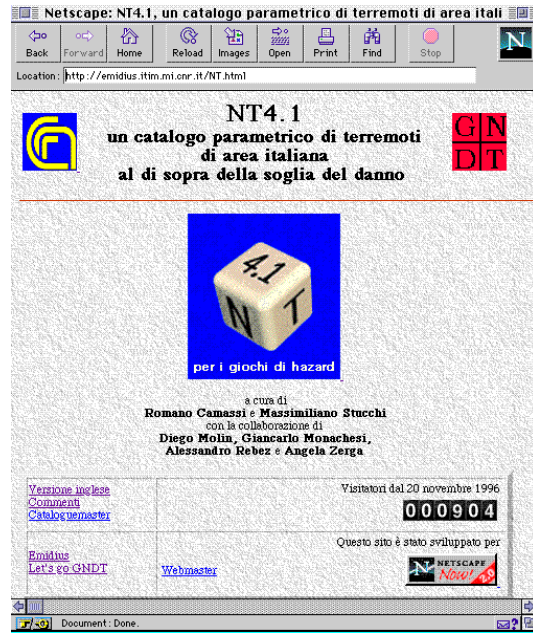 Netscape: NT4.1, un catalogo parametrico di terremoti di area itali
Back Forward Home Reload Images Open Print Find Stop
N
Location: http://emidius.itim.mi.cnr.it/NT.html
NT4.1
un catalogo parametrico di terremoti
di area italiana
al di sopra della soglia del danno
G N
D T
4.1
N T
per i giochi di hazard
a cura di
Romano Camassi e Massimiliano Stucchi
con la collaborazione di
Diego Molin, Giancarlo Monachesi,
Alessandro Rebez e Angela Zerga
Versione inglese
Commenti
Cataloguemaster
Visitatori dal 20 novembre 1996
000904
Emidius
Let's go GNDT
Webmaster
Questo sito è stato sviluppato per
N NETSCAPE
Now! 3.0
Document: Done.
?